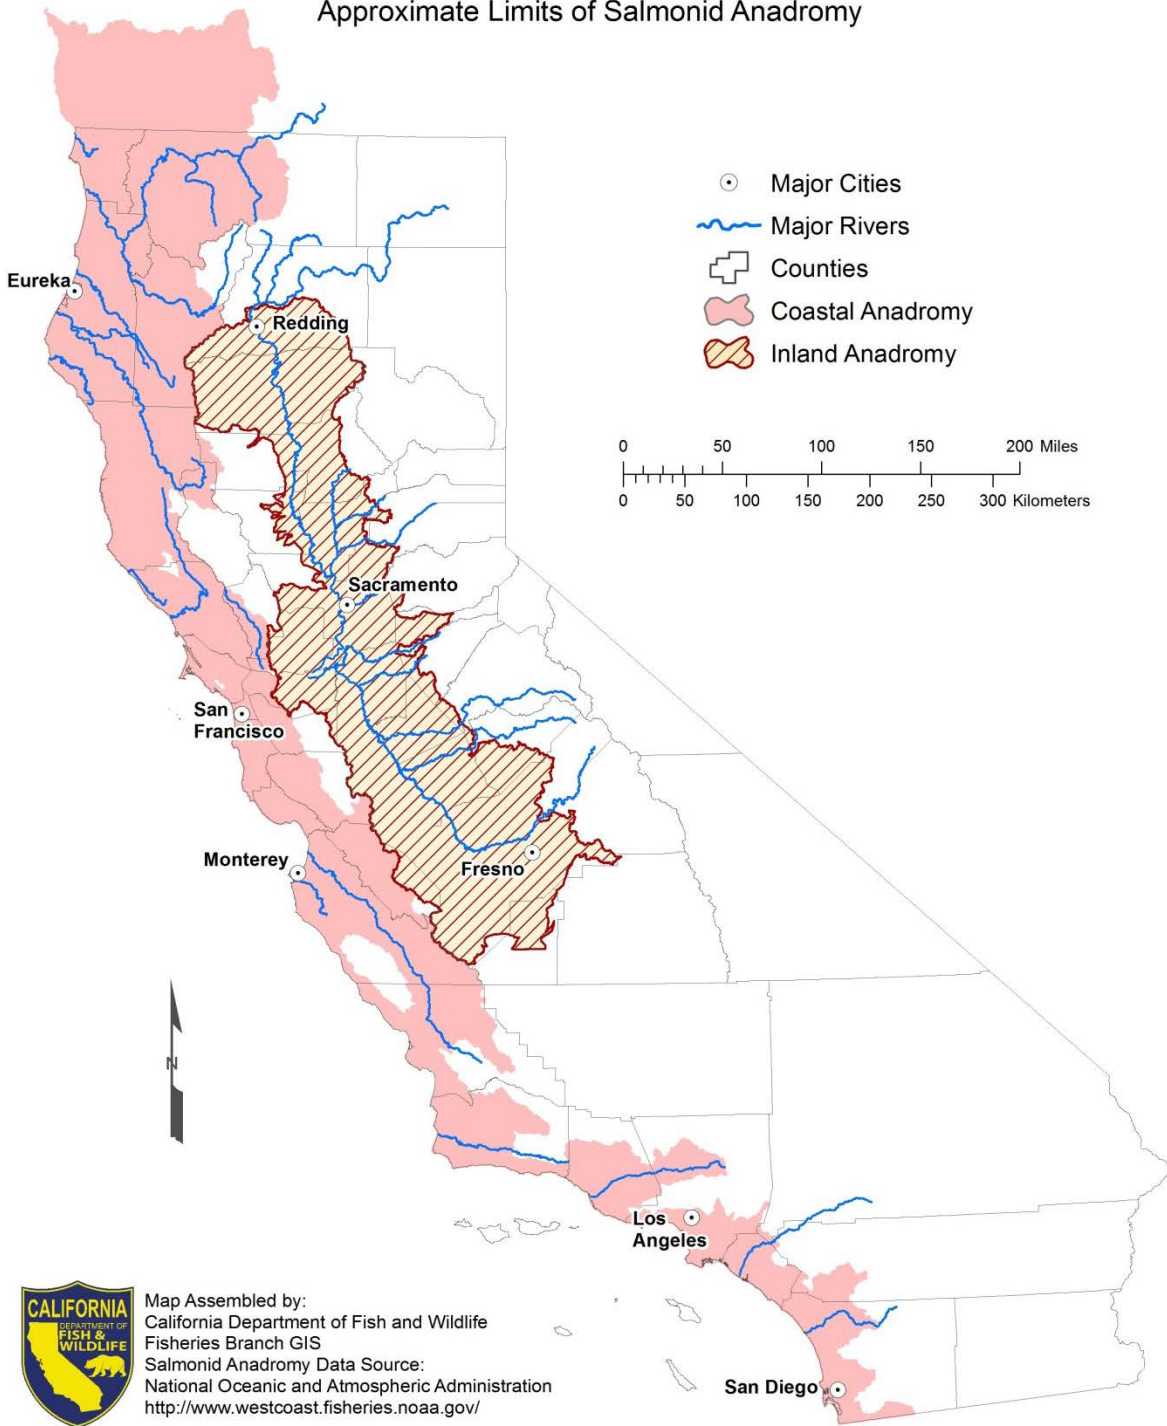 Approximate Limits of Salmonid Anadromy
Major Cities
Major Rivers
Counties
Coastal Anadromy
Inland Anadromy
0 50 100 150 200 Miles
0 50 100 150 200 250 300 Kilometers
Eureka
Redding
Sacramento
San
Francisco
Monterey
Fresno
N
Los
Angeles
San Diego
CALIFORNIA
DEPARTMENT OF
FISH &
WILDLIFE
Map Assembled by:
California Department of Fish and Wildlife
Fisheries Branch GIS
Salmonid Anadromy Data Source:
National Oceanic and Atmospheric Administration
http://www.westcoast.fisheries.noaa.gov/